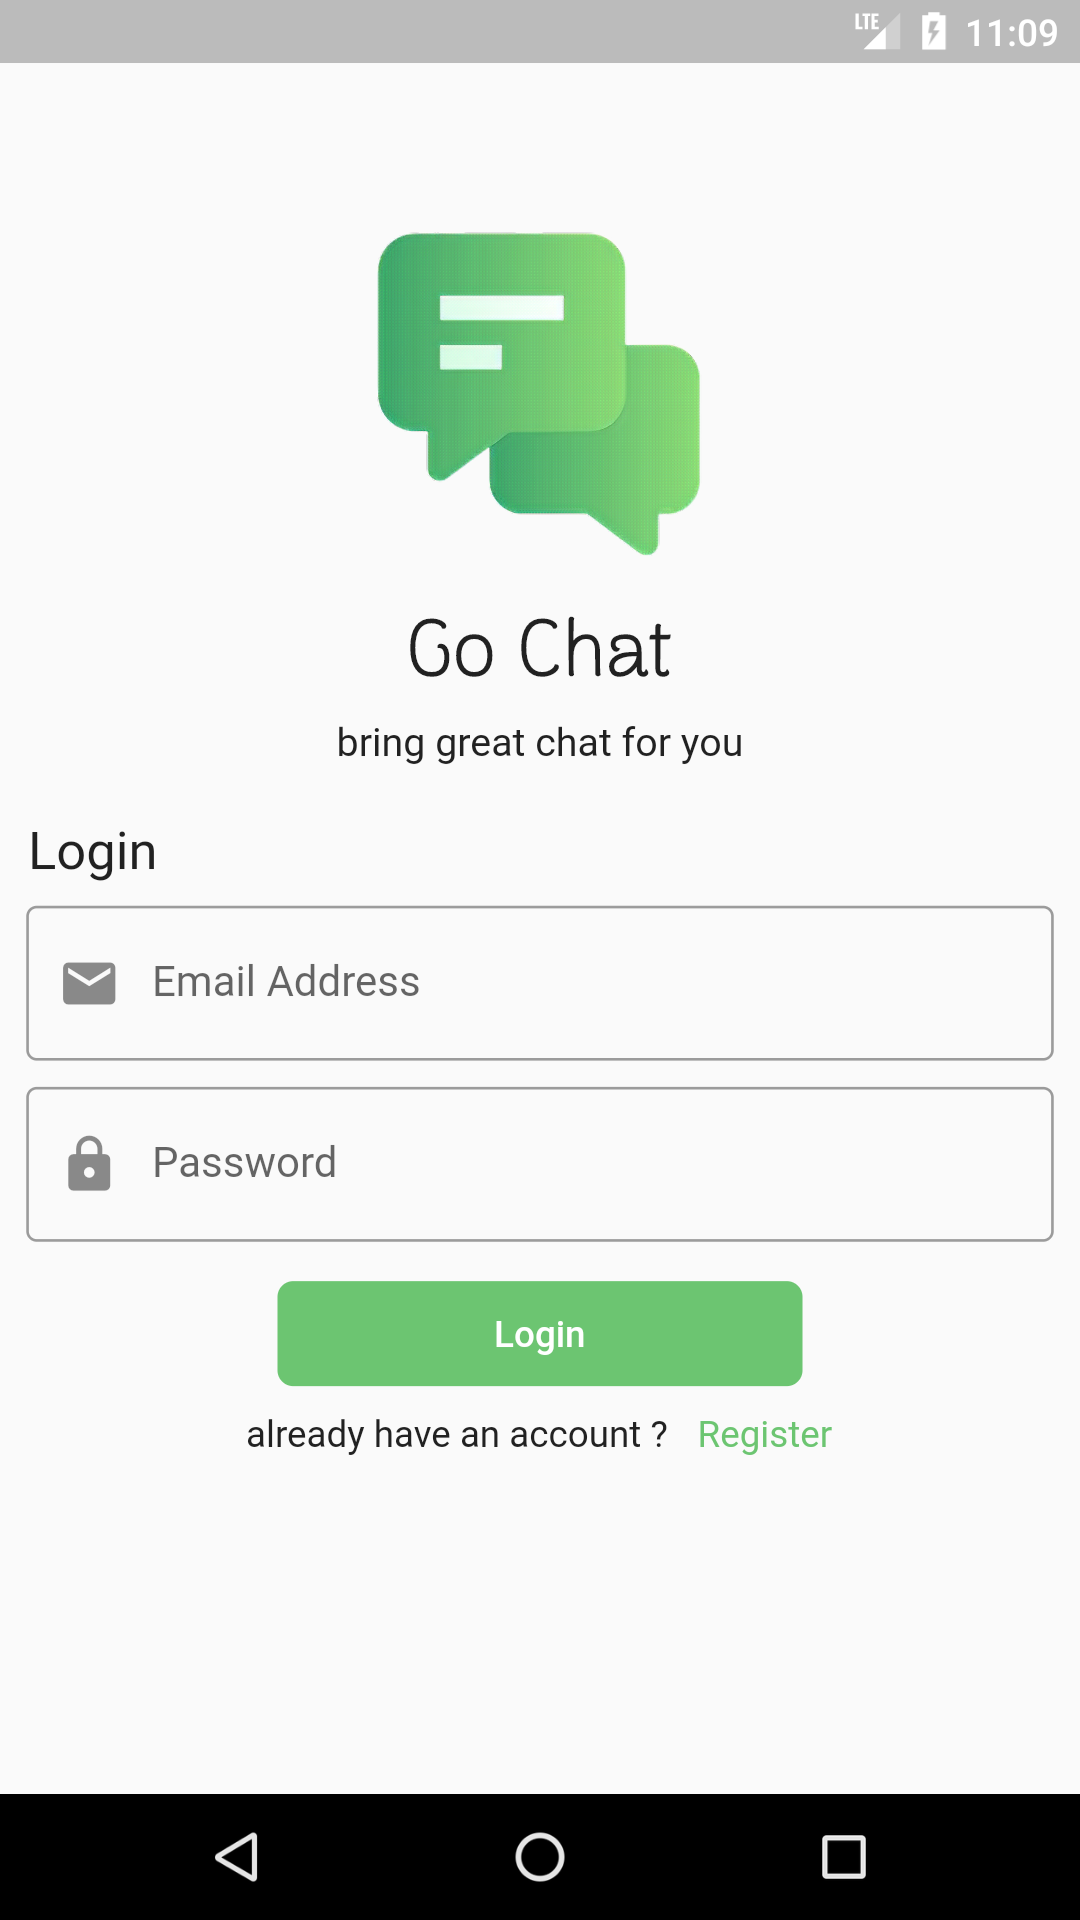 LTE 11:09
Go Chat
bring great chat for you
Login
Email Address
Password
Login
already have an account ? Register